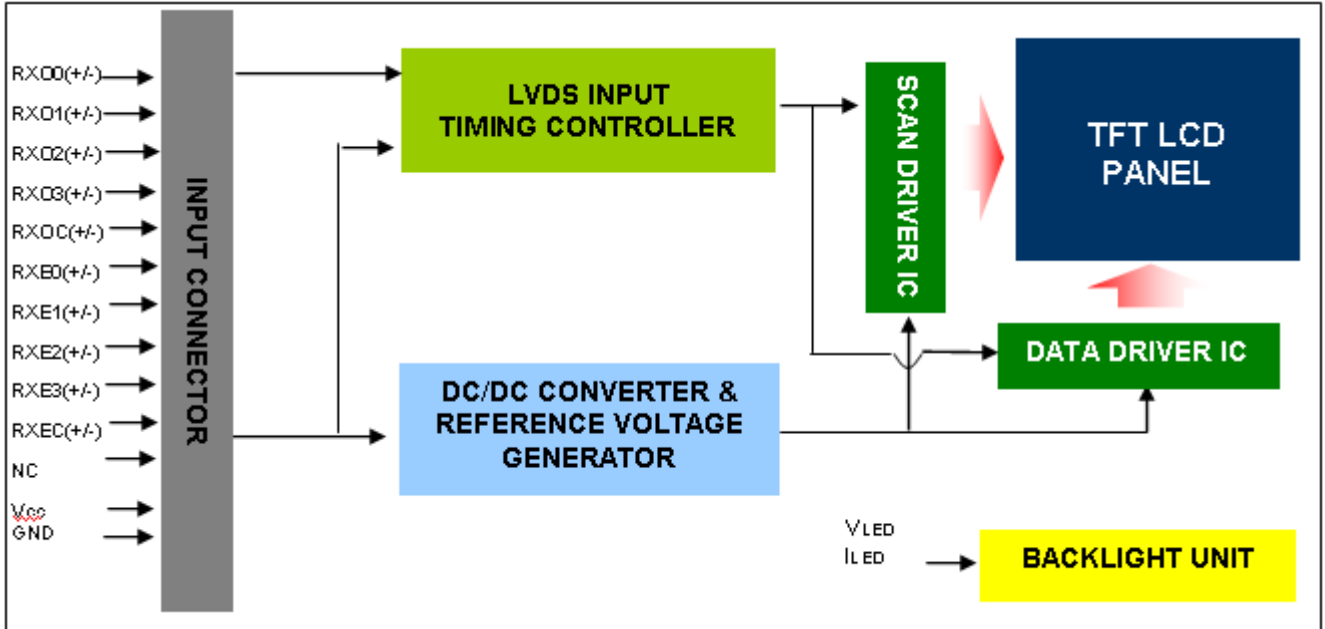 RXO0(+/-)
RXO1(+/-)
RXO2(+/-)
RXO3(+/-)
RXOC(+/-)
RXE0(+/-)
RXE1(+/-)
RXE2(+/-)
RXE3(+/-)
RXEC(+/-)
NC
Vcc
GND
INPUT CONNECTOR
LVDS INPUT
TIMING CONTROLLER
DC/DC CONVERTER &
REFERENCE VOLTAGE
GENERATOR
SCAN DRIVER IC
TFT LCD
PANEL
DATA DRIVER IC
VLED
ILED
BACKLIGHT UNIT